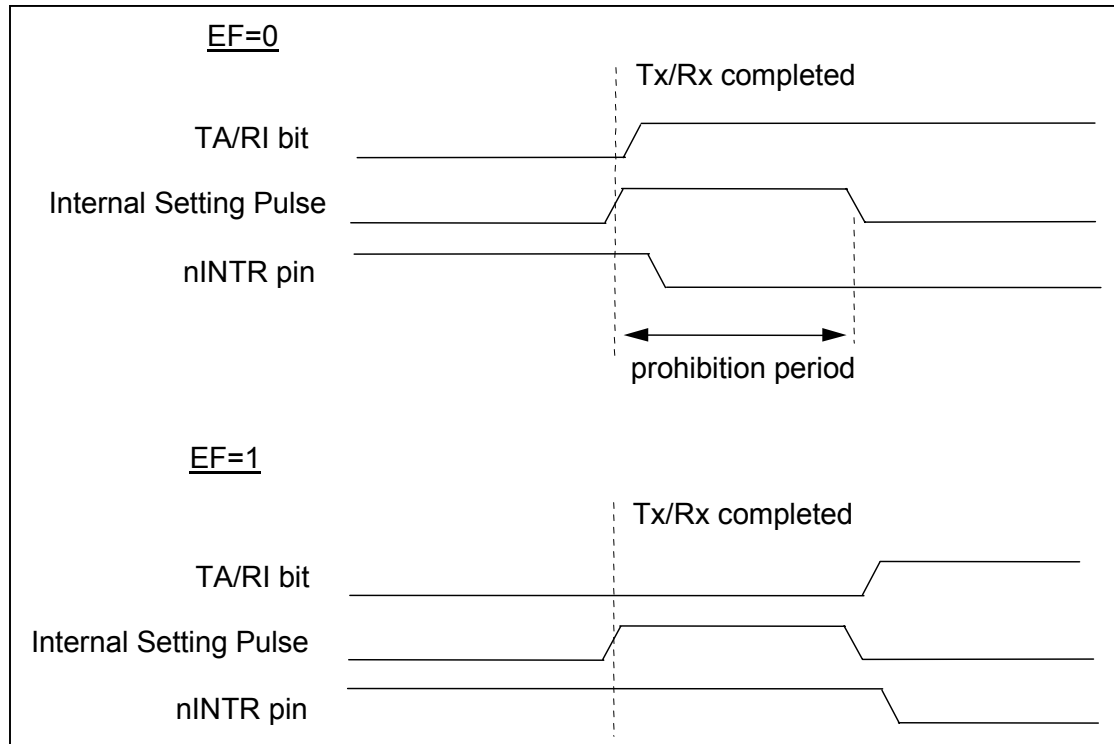 EF=0
Tx/Rx completed
TA/RI bit
Internal Setting Pulse
nINTR pin
prohibition period
EF=1
Tx/Rx completed
TA/RI bit
Internal Setting Pulse
nINTR pin